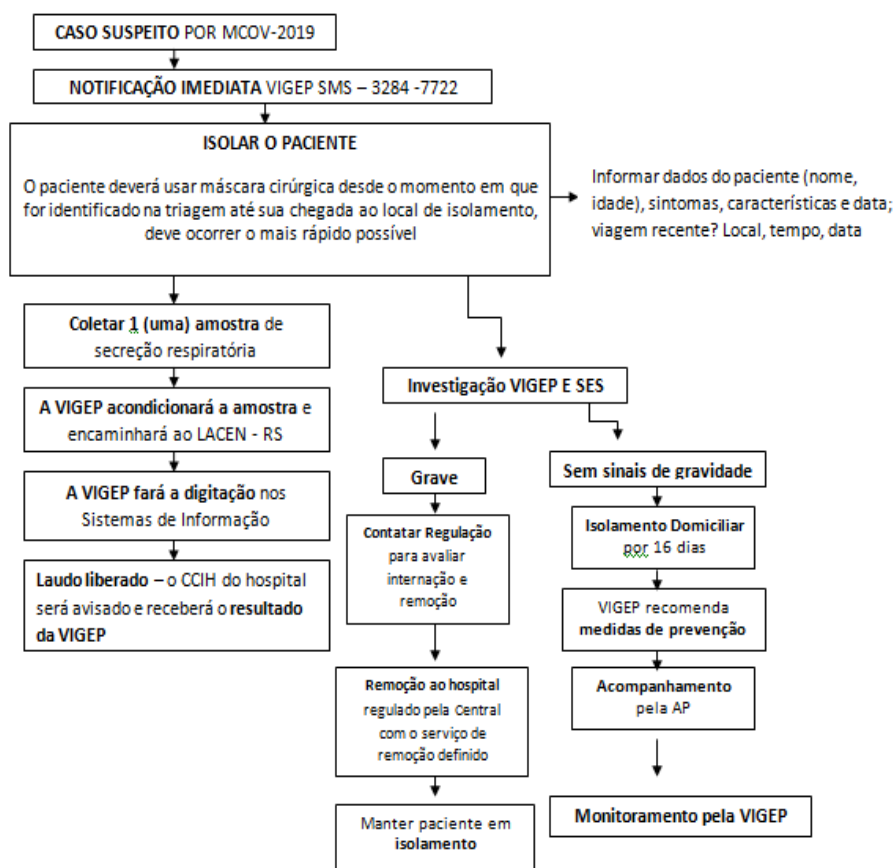 CASO SUSPEITO POR MCOV-2019
NOTIFICAÇÃO IMEDIATA VIGEP SMS – 3284 -7722
ISOLAR O PACIENTE
O paciente deverá usar máscara cirúrgica desde o momento em que
for identificado na triagem até sua chegada ao local de isolamento,
deve ocorrer o mais rápido possível
Informar dados do paciente (nome,
idade), sintomas, características e data;
viagem recente? Local, tempo, data
Coletar 1 (uma) amostra de
secreção respiratória
A VIGEP acondicionará a amostra e
encaminhará ao LACEN - RS
A VIGEP fará a digitação nos
Sistemas de Informação
Laudo liberado – o CCIH do hospital
será avisado e receberá o resultado
da VIGEP
Investigação VIGEP E SES
Grave
Contatar Regulação
para avaliar
internação e
remoção
Remoção ao hospital
regulado pela Central
com o serviço de
remoção definido
Manter paciente em
isolamento
Sem sinais de gravidade
Isolamento Domiciliar
por 16 dias
VIGEP recomenda
medidas de prevenção
Acompanhamento
pela AP
Monitoramento pela VIGEP